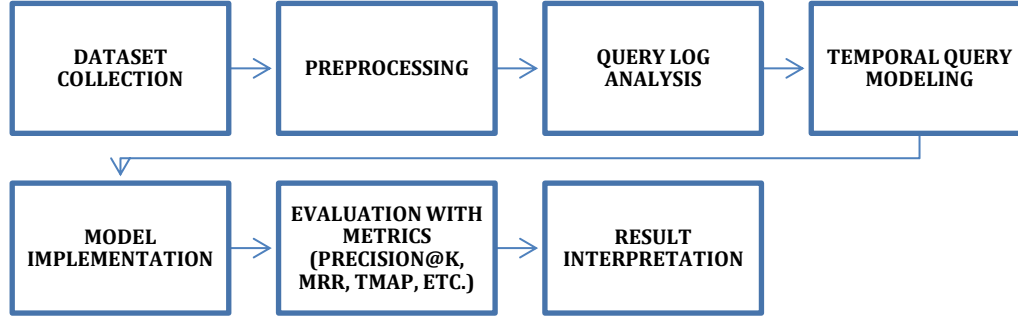 DATASET
COLLECTION
PREPROCESSING
QUERY LOG
ANALYSIS
TEMPORAL QUERY
MODELING
MODEL
IMPLEMENTATION
EVALUATION WITH
METRICS
(PRECISION@K,
MRR, TMAP, ETC.)
RESULT
INTERPRETATION